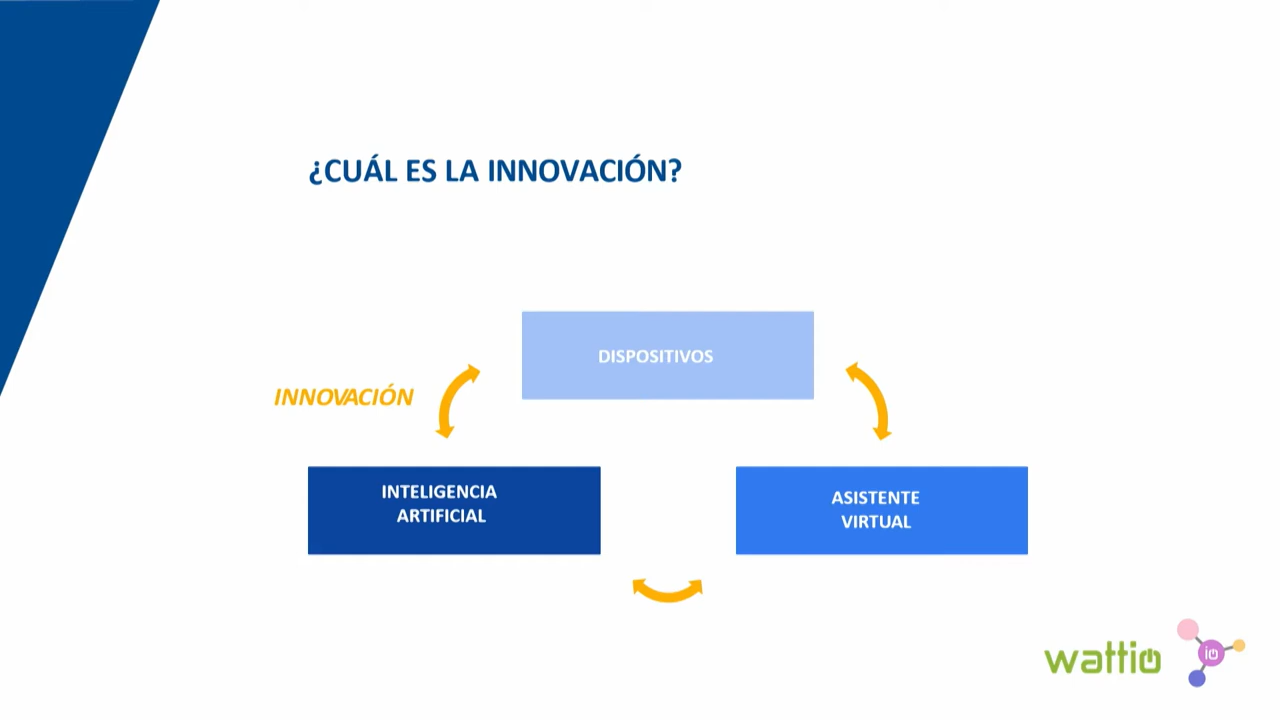 ¿CUÁL ES LA INNOVACIÓN?
DISPOSITIVOS
INNOVACIÓN
INTELIGENCIA
ARTIFICIAL
ASISTENTE
VIRTUAL
wattio
io